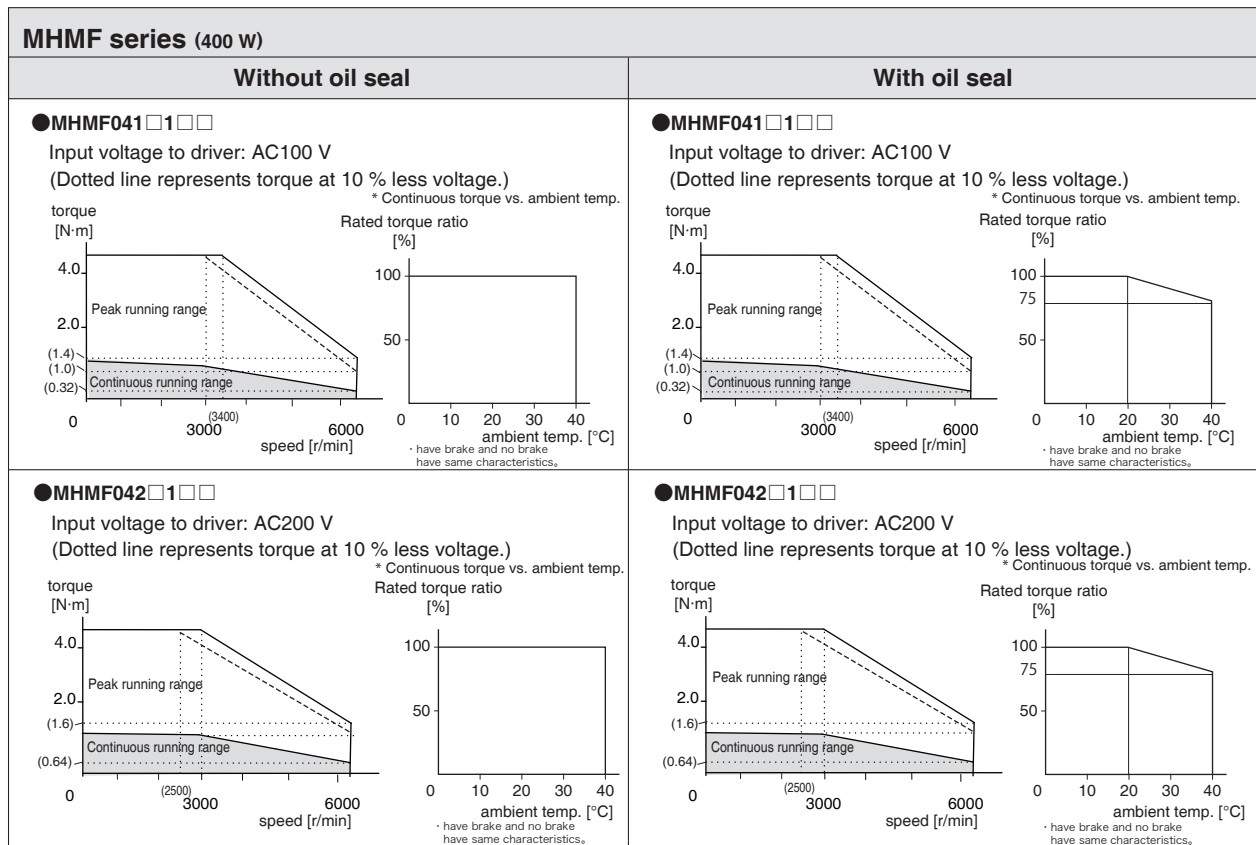 MHMF series (400 W)
Without oil seal
With oil seal
●MHMF041□1□□
Input voltage to driver: AC100 V
(Dotted line represents torque at 10 % less voltage.)
* Continuous torque vs. ambient temp.
torque
[N·m]
4.0
2.0
(1.4)
(1.0)
(0.32)
Peak running range
Continuous running range
0
3000
(3400)
6000
speed [r/min]
Rated torque ratio
[%]
100
50
0
10
20
30
40
ambient temp. [°C]
· have brake and no brake
have same characteristics。
●MHMF041□1□□
Input voltage to driver: AC100 V
(Dotted line represents torque at 10 % less voltage.)
* Continuous torque vs. ambient temp.
torque
[N·m]
4.0
2.0
(1.4)
(1.0)
(0.32)
Peak running range
Continuous running range
0
3000
(3400)
6000
speed [r/min]
Rated torque ratio
[%]
100
75
50
0
10
20
30
40
ambient temp. [°C]
· have brake and no brake
have same characteristics。
●MHMF042□1□□
Input voltage to driver: AC200 V
(Dotted line represents torque at 10 % less voltage.)
* Continuous torque vs. ambient temp.
torque
[N·m]
4.0
2.0
(1.6)
(0.64)
Peak running range
Continuous running range
0
(2500)
3000
6000
speed [r/min]
Rated torque ratio
[%]
100
50
0
10
20
30
40
ambient temp. [°C]
· have brake and no brake
have same characteristics。
●MHMF042□1□□
Input voltage to driver: AC200 V
(Dotted line represents torque at 10 % less voltage.)
* Continuous torque vs. ambient temp.
torque
[N·m]
4.0
2.0
(1.6)
(0.64)
Peak running range
Continuous running range
0
(2500)
3000
6000
speed [r/min]
Rated torque ratio
[%]
100
75
50
0
10
20
30
40
ambient temp. [°C]
· have brake and no brake
have same characteristics。